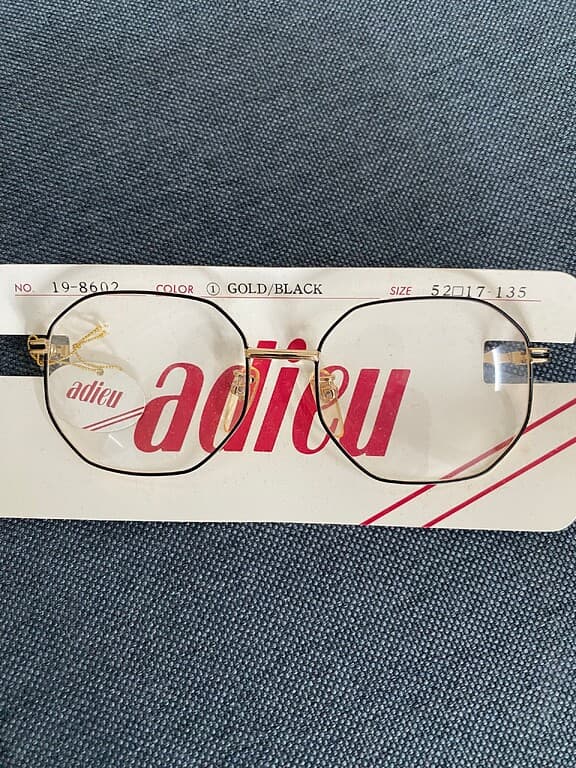 NO. 19-8602 COLOR ① GOLD/BLACK SIZE 52□17-135
adieu
adieu